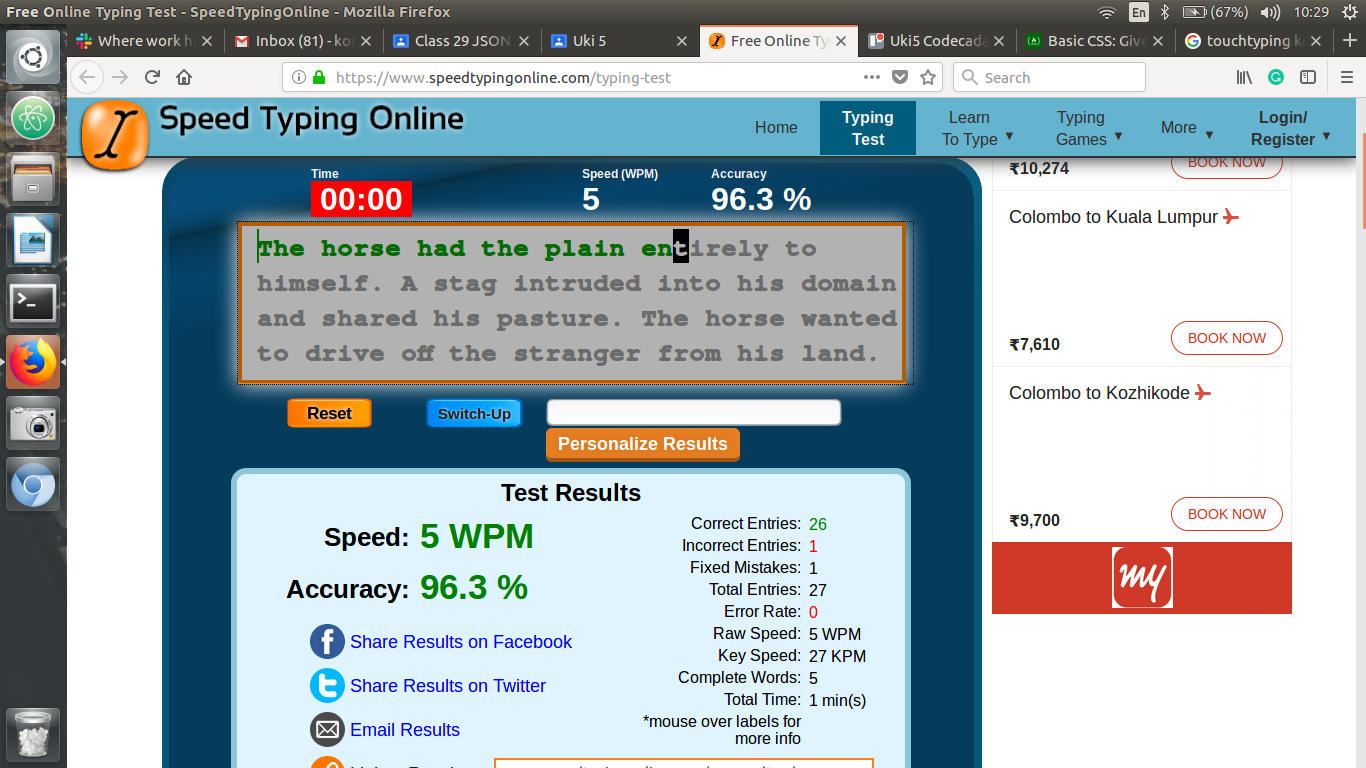 Free Online Typing Test - SpeedTypingOnline - Mozilla Firefox
En (67%) 10:29
Where work h
Inbox (81) - ko
Class 29 JSON
Uki 5
Free Online Ty
Uki5 Codecada
Basic CSS: Give
touchtyping k
https://www.speedtypingonline.com/typing-test
Search
Speed Typing Online
Home
Typing
Test
Learn
To Type
Typing
Games
More
Login/
Register
Time
00:00
Speed (WPM)
5
Accuracy
96.3 %
The horse had the plain entirely to
himself. A stag intruded into his domain
and shared his pasture. The horse wanted
to drive off the stranger from his land.
Reset
Switch-Up
Personalize Results
Test Results
Speed: 5 WPM
Accuracy: 96.3 %
Share Results on Facebook
Share Results on Twitter
Email Results
Correct Entries: 26
Incorrect Entries: 1
Fixed Mistakes: 1
Total Entries: 27
Error Rate: 0
Raw Speed: 5 WPM
Key Speed: 27 KPM
Complete Words: 5
Total Time: 1 min(s)
*mouse over labels for
more info
₹10,274
BOOK NOW
Colombo to Kuala Lumpur
₹7,610
BOOK NOW
Colombo to Kozhikode
₹9,700
BOOK NOW
my